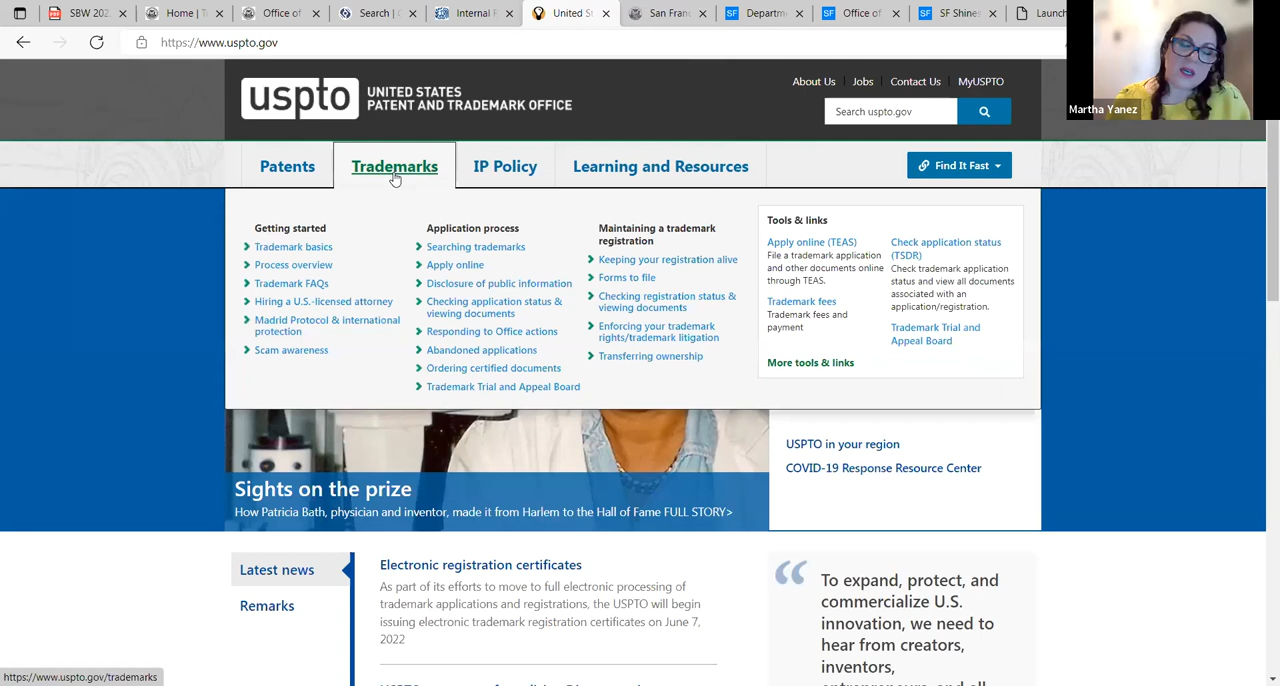 SBW 202
Home | T
Office of
Search | C
Internal R
United St
San Franc
Departm
Office of
SF Shines
Launch
https://www.uspto.gov
Martha Yanez
About Us
Jobs
Contact Us
MyUSPTO
uspto
UNITED STATES
PATENT AND TRADEMARK OFFICE
Search uspto.gov
Patents
Trademarks
IP Policy
Learning and Resources
Find It Fast
Getting started
Trademark basics
Process overview
Trademark FAQs
Hiring a U.S.-licensed attorney
Madrid Protocol & international
protection
Scam awareness
Application process
Searching trademarks
Apply online
Disclosure of public information
Checking application status &
viewing documents
Responding to Office actions
Abandoned applications
Ordering certified documents
Trademark Trial and Appeal Board
Maintaining a trademark
registration
Keeping your registration alive
Forms to file
Checking registration status &
viewing documents
Enforcing your trademark
rights/trademark litigation
Transferring ownership
Tools & links
Apply online (TEAS)
File a trademark application
and other documents online
through TEAS.
Trademark fees
Trademark fees and
payment
More tools & links
Check application status
(TSDR)
Check trademark application
status and view all documents
associated with an
application/registration.
Trademark Trial and
Appeal Board
USPTO in your region
COVID-19 Response Resource Center
Sights on the prize
How Patricia Bath, physician and inventor, made it from Harlem to the Hall of Fame FULL STORY>
Latest news
Remarks
Electronic registration certificates
As part of its efforts to move to full electronic processing of
trademark applications and registrations, the USPTO will begin
issuing electronic trademark registration certificates on June 7,
2022
To expand, protect, and
commercialize U.S.
innovation, we need to
hear from creators,
inventors,
https://www.uspto.gov/trademarks